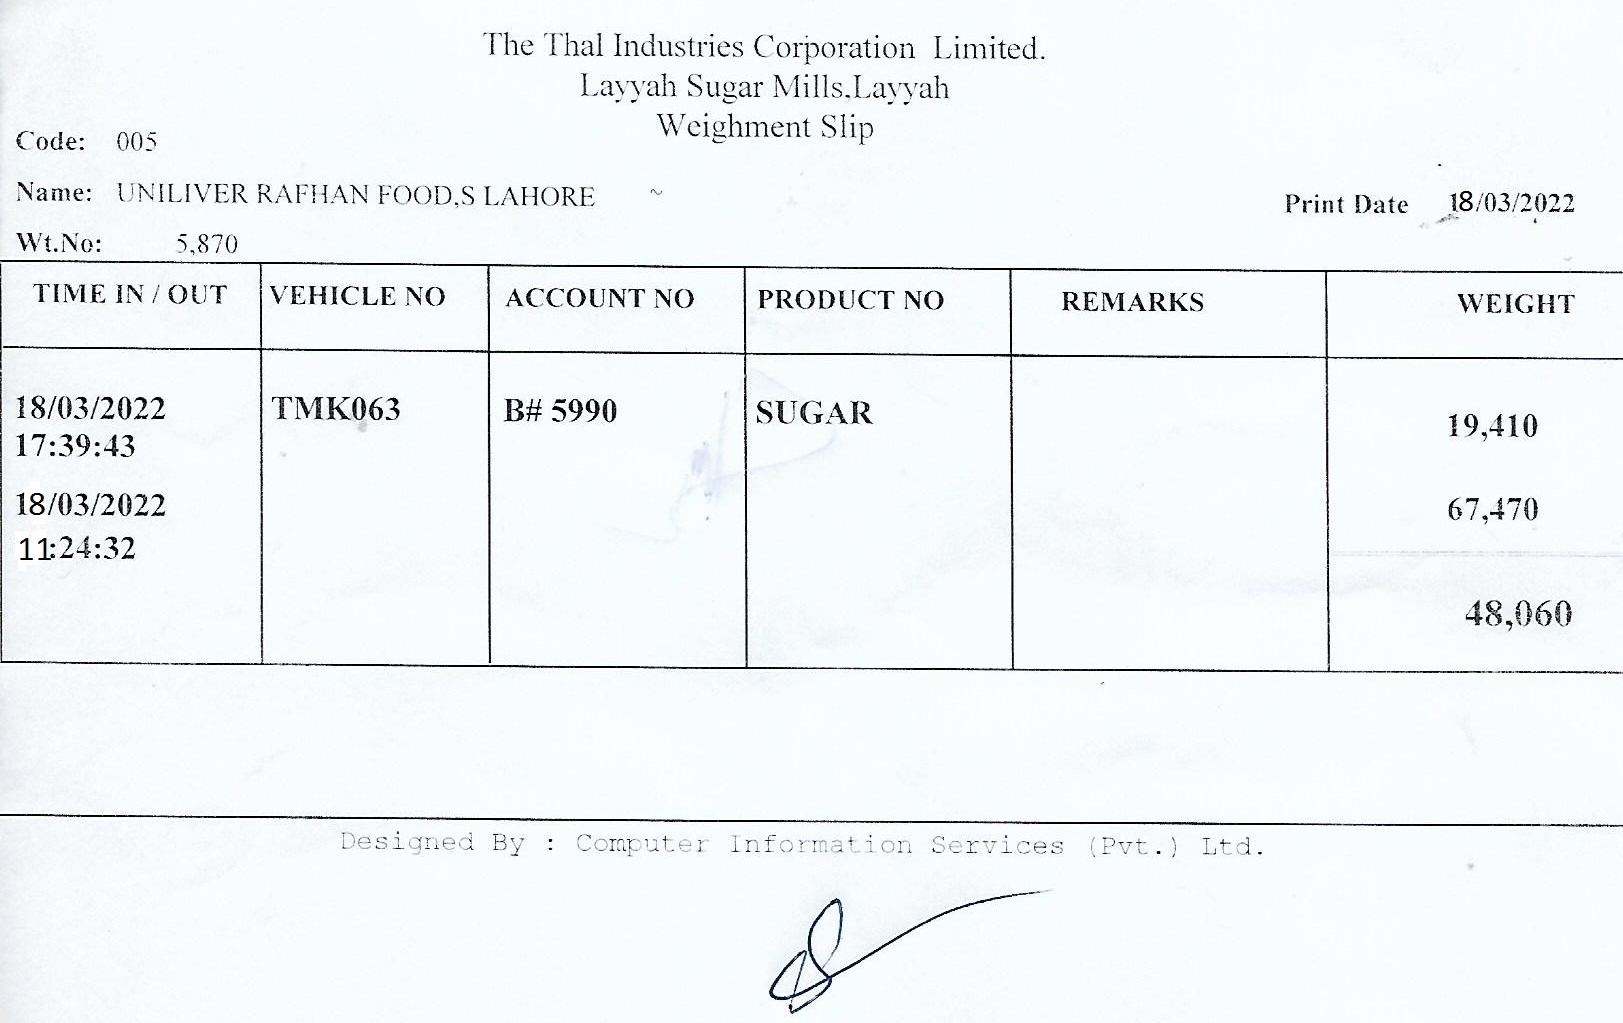 The Thal Industries Corporation Limited.
Layyah Sugar Mills,Layyah
Weighment Slip
Code: 005
Name: UNILIVER RAFHAN FOOD,S LAHORE ~
Print Date 18/03/2022
Wt.No: 5,870
TIME IN / OUT VEHICLE NO ACCOUNT NO PRODUCT NO REMARKS WEIGHT
18/03/2022 TMK063 B# 5990 SUGAR 19,410
17:39:43
18/03/2022 67,470
11:24:32
48,060
Designed By : Computer Information Services (Pvt.) Ltd.